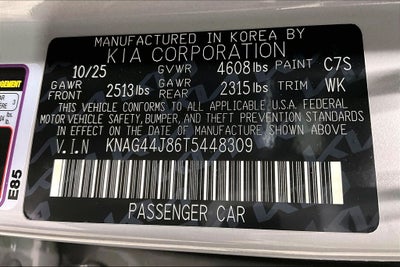 MANUFACTURED IN KOREA BY
KIA CORPORATION
10/25 GVWR 4608 lbs PAINT C7S
GAWR FRONT 2513 lbs GAWR REAR 2315 lbs TRIM WK
THIS VEHICLE CONFORMS TO ALL APPLICABLE U.S.A. FEDERAL
MOTOR VEHICLE SAFETY, BUMPER, AND THEFT PREVENTION STANDARDS
IN EFFECT ON THE DATE OF MANUFACTURE SHOWN ABOVE
V.I.N KNAG44J86T5448309
PASSENGER CAR
E85